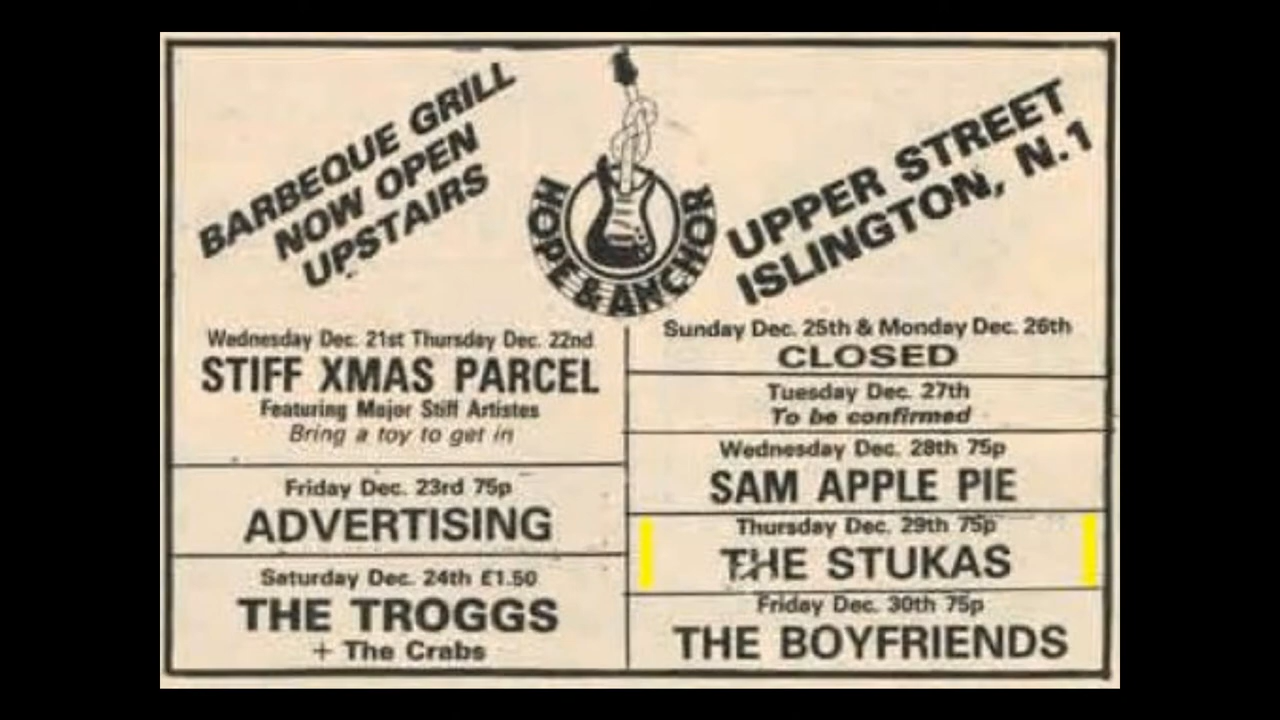 BARBEQUE GRILL
NOW OPEN
UPSTAIRS
HOPE & ANCHOR
UPPER STREET
ISLINGTON, N.1
Wednesday Dec. 21st Thursday Dec. 22nd
STIFF XMAS PARCEL
Featuring Major Stiff Artistes
Bring a toy to get in
Friday Dec. 23rd 75p
ADVERTISING
Saturday Dec. 24th £1.50
THE TROGGS
+ The Crabs
Sunday Dec. 25th & Monday Dec. 26th
CLOSED
Tuesday Dec. 27th
To be confirmed
Wednesday Dec. 28th 75p
SAM APPLE PIE
Thursday Dec. 29th 75p
THE STUKAS
Friday Dec. 30th 75p
THE BOYFRIENDS